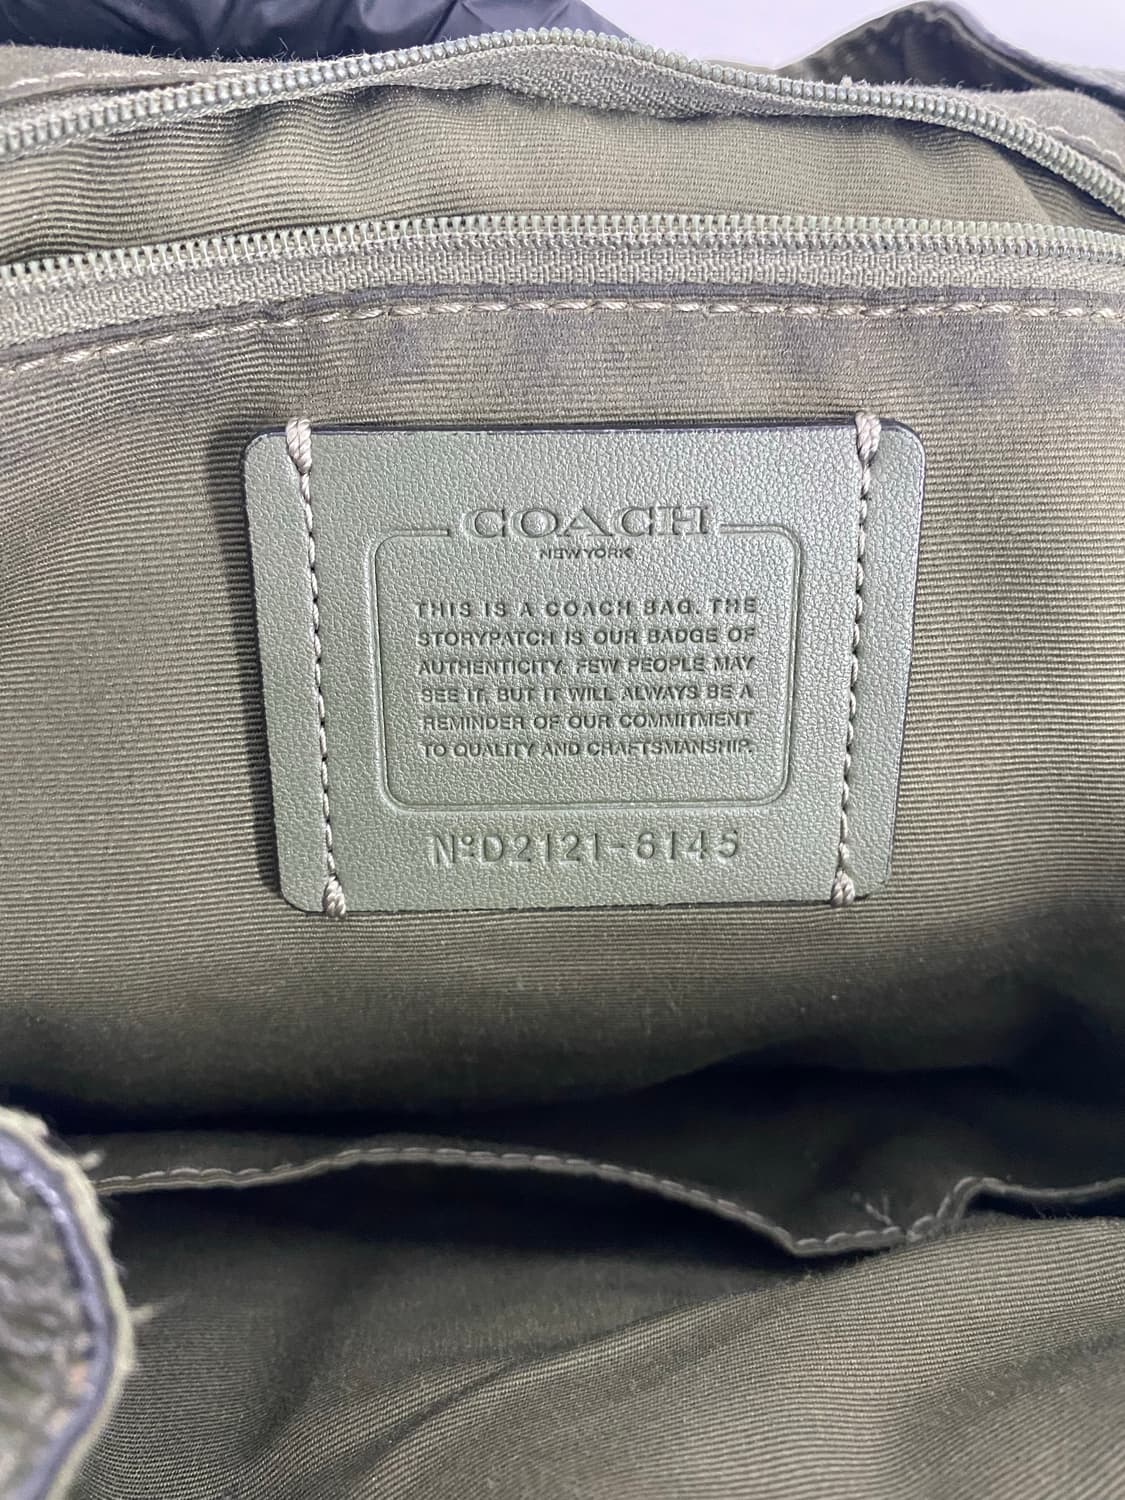 COACH
NEW YORK
THIS IS A COACH BAG. THE
STORYPATCH IS OUR BADGE OF
AUTHENTICITY. FEW PEOPLE MAY
SEE IT, BUT IT WILL ALWAYS BE A
REMINDER OF OUR COMMITMENT
TO QUALITY AND CRAFTSMANSHIP.
NºD2121-6145